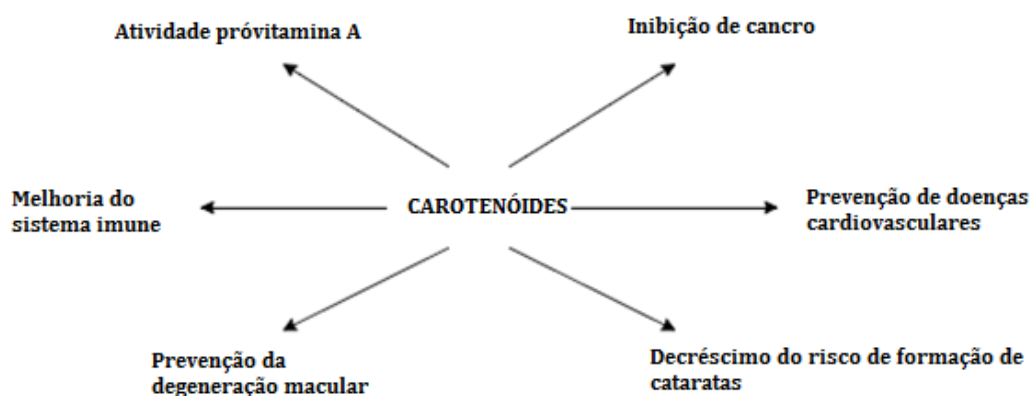 Atividade próvitamina A
Inibição de cancro
Melhoria do
sistema imune
CAROTENÓIDES
Prevenção de doenças
cardiovasculares
Prevenção da
degeneração macular
Decréscimo do risco de formação de
cataratas